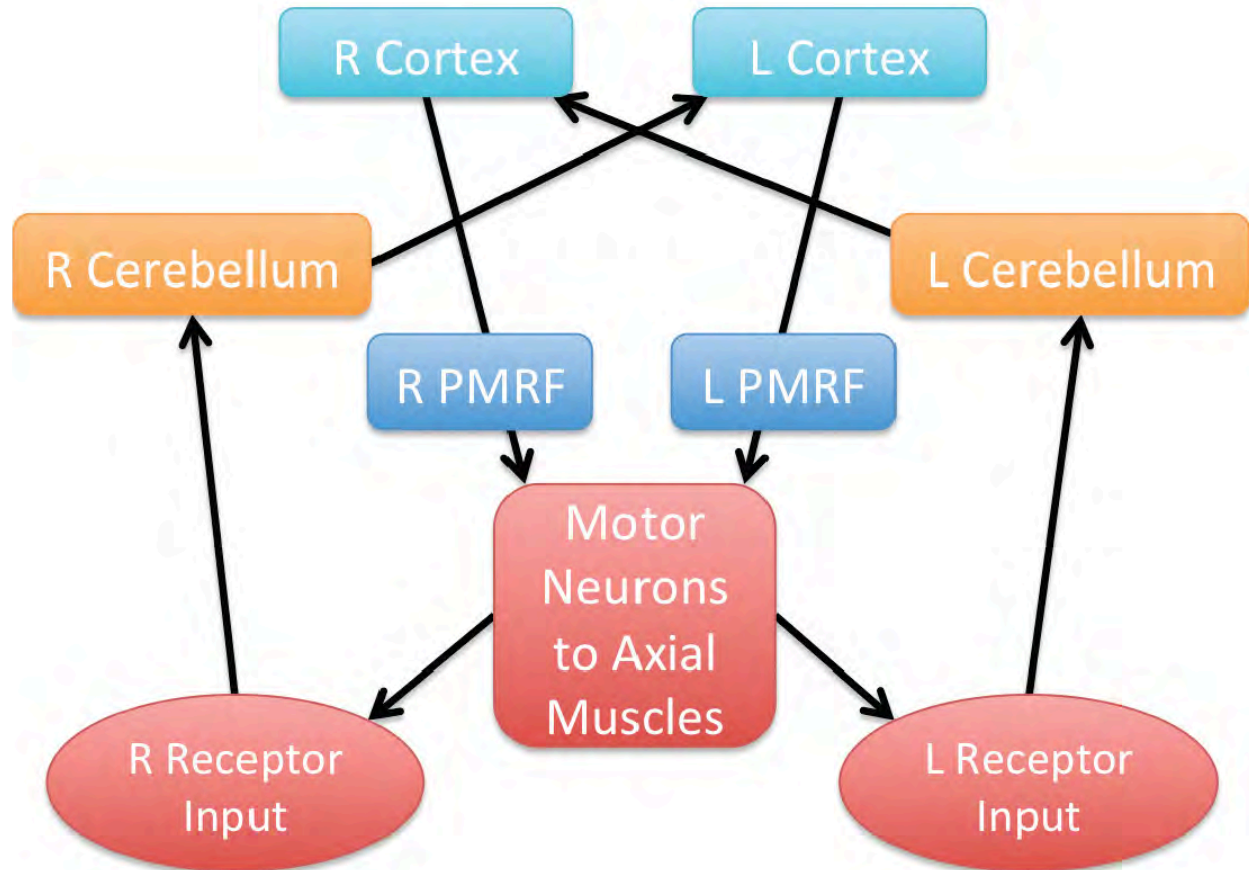 R Cortex
L Cortex
R Cerebellum
L Cerebellum
R PMRF
L PMRF
Motor
Neurons
to Axial
Muscles
R Receptor
Input
L Receptor
Input